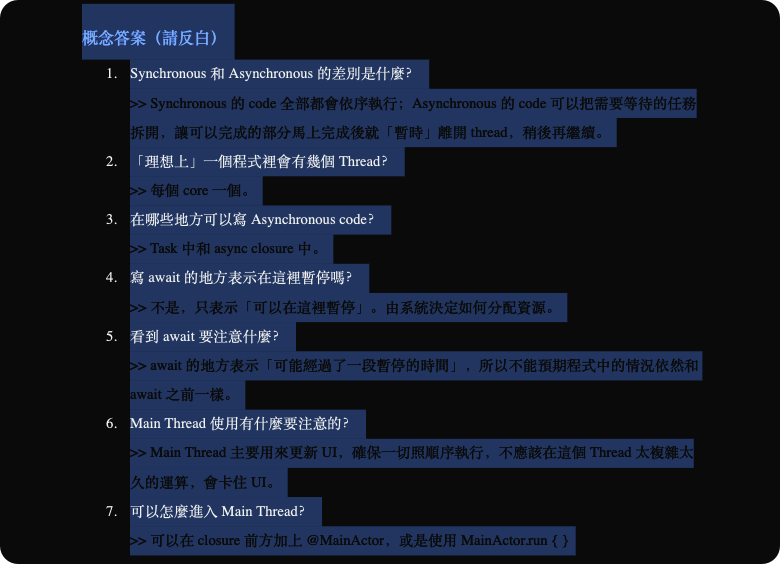 概念答案（請反白）
1. Synchronous 和 Asynchronous 的差別是什麼？
>> Synchronous 的 code 全部都會依序執行；Asynchronous 的 code 可以把需要等待的任務
拆開，讓可以完成的部分馬上完成後就「暫時」離開 thread，稍後再繼續。
2. 「理想上」一個程式裡會有幾個 Thread？
>> 每個 core 一個。
3. 在哪些地方可以寫 Asynchronous code？
>> Task 中和 async closure 中。
4. 寫 await 的地方表示在這裡暫停嗎？
>> 不是，只表示「可以在這裡暫停」。由系統決定如何分配資源。
5. 看到 await 要注意什麼？
>> await 的地方表示「可能經過了一段暫停的時間」，所以不能預期程式中的情況依然和
await 之前一樣。
6. Main Thread 使用有什麼要注意的？
>> Main Thread 主要用來更新 UI，確保一切照順序執行，不應該在這個 Thread 太複雜太
久的運算，會卡住 UI。
7. 可以怎麼進入 Main Thread？
>> 可以在 closure 前方加上 @MainActor，或是使用 MainActor.run { }